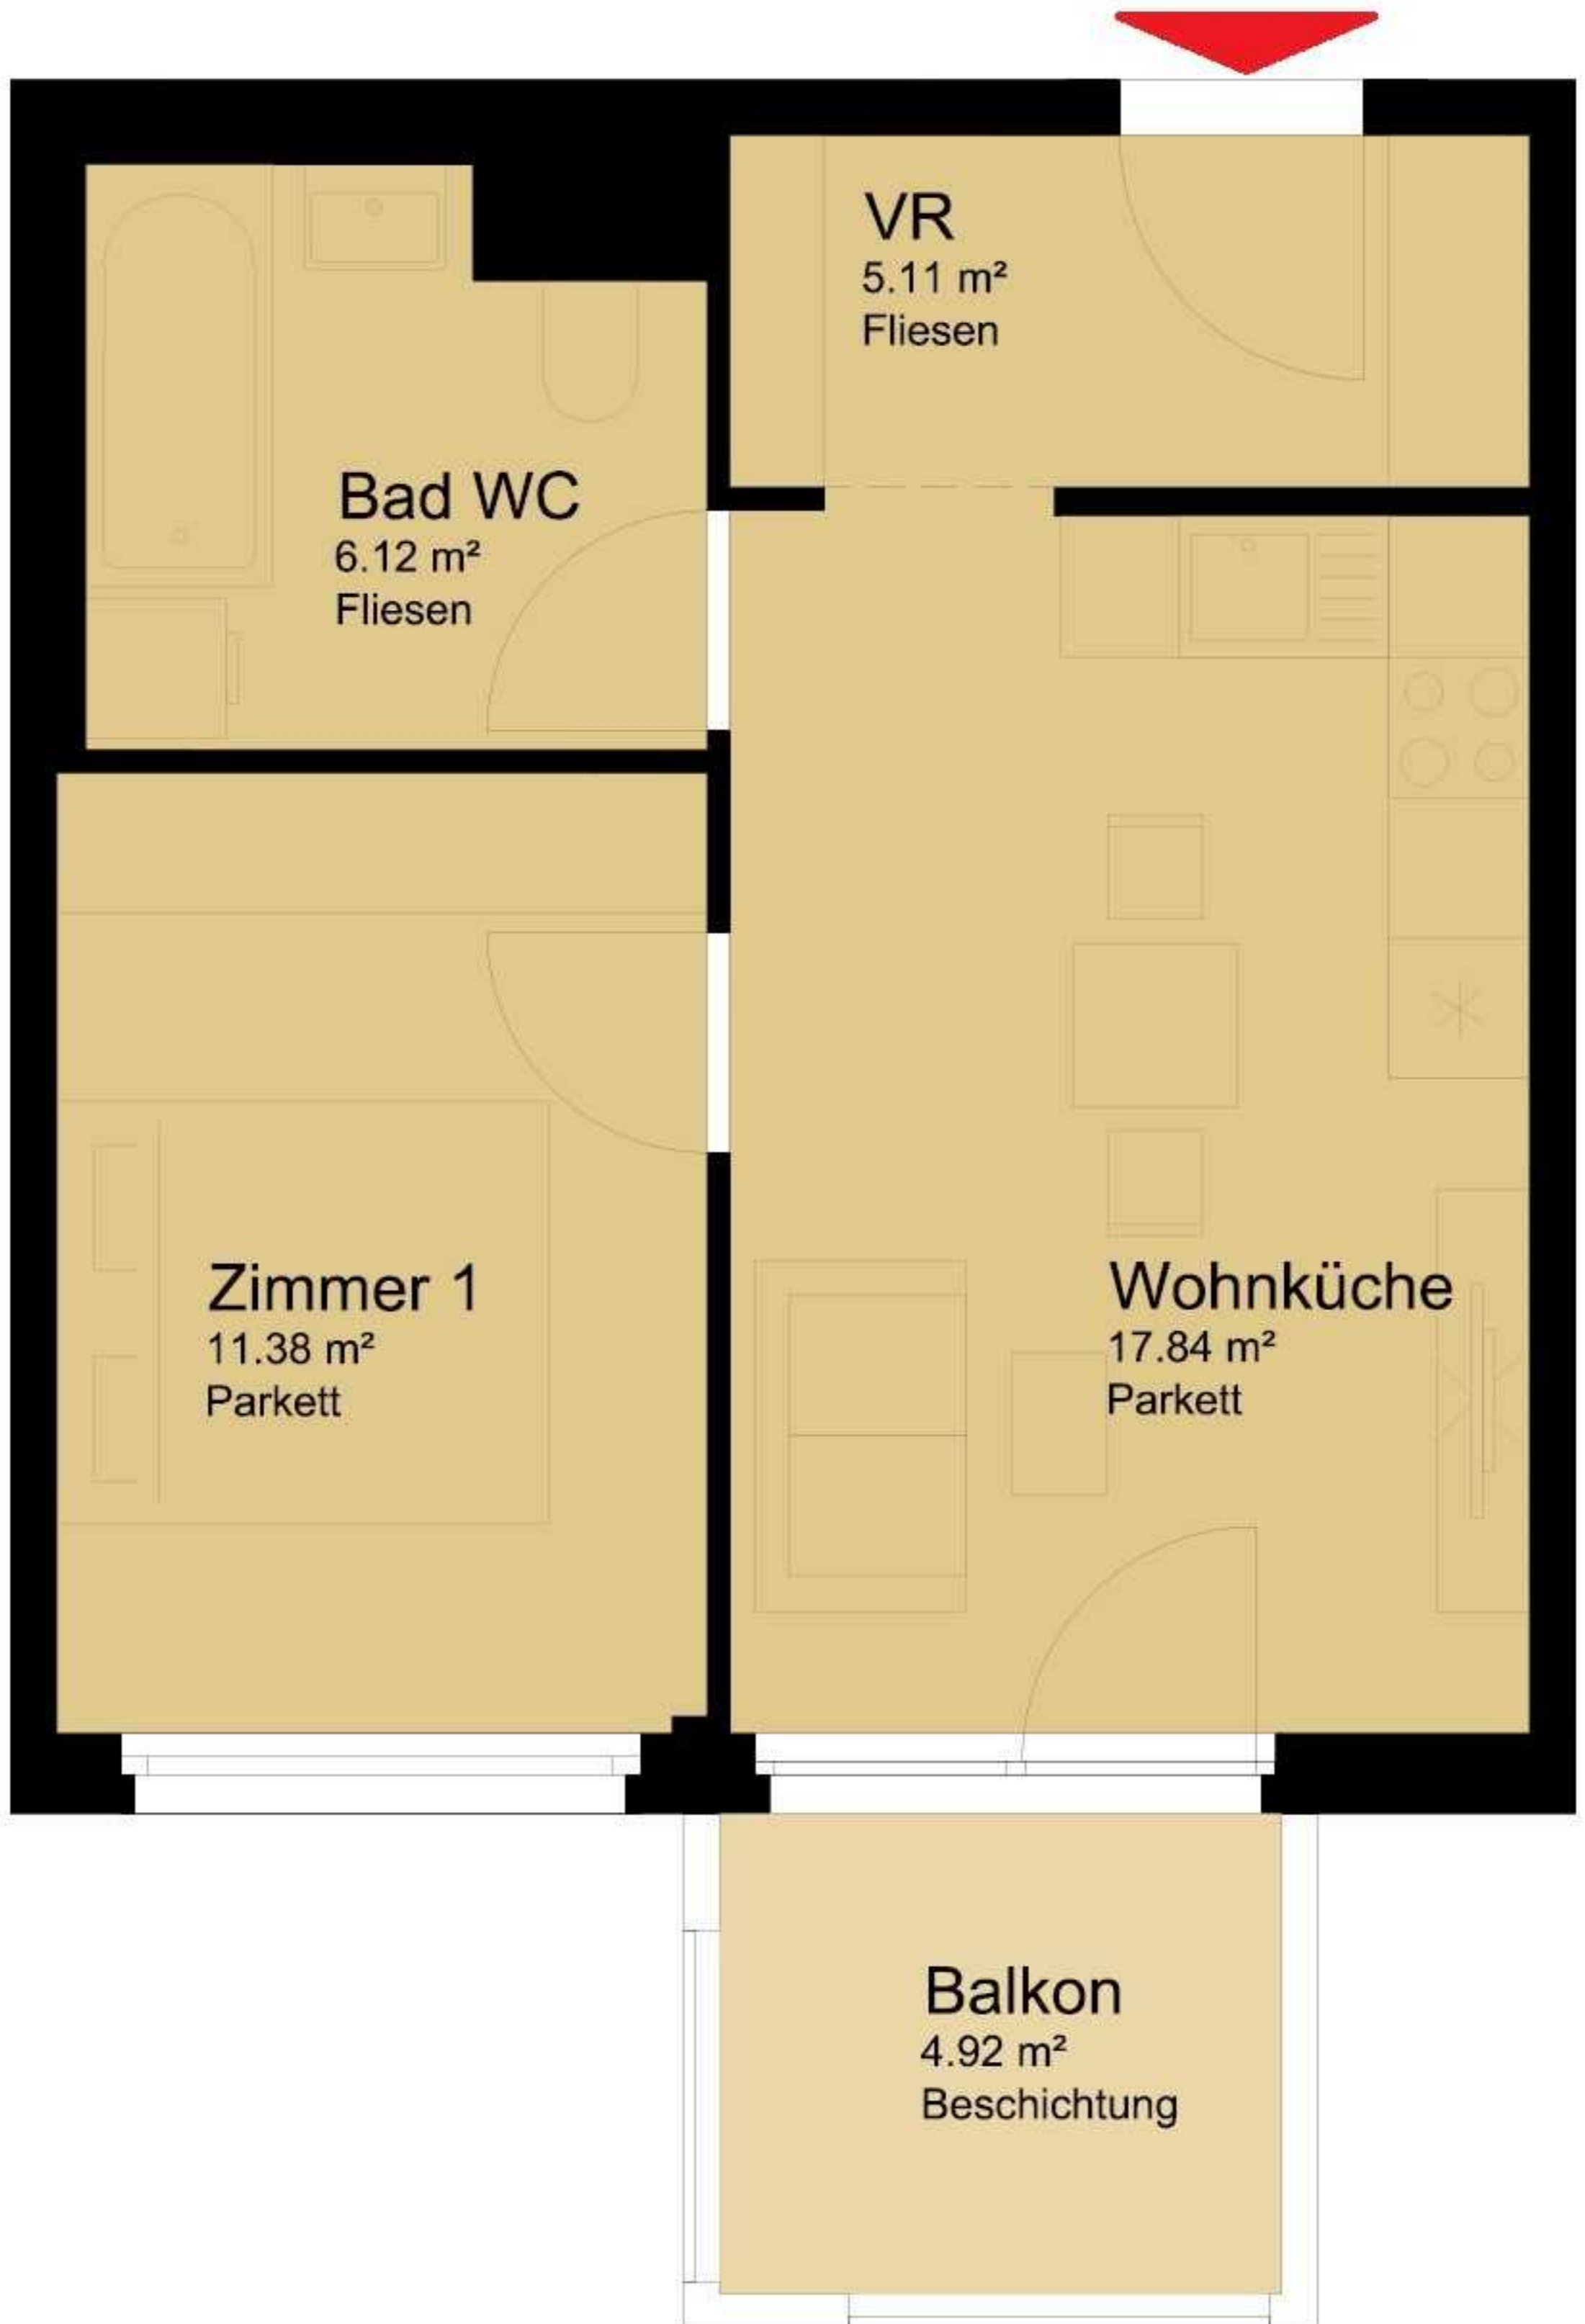 VR
5.11 m²
Fliesen
Bad WC
6.12 m²
Fliesen
Zimmer 1
11.38 m²
Parkett
Wohnküche
17.84 m²
Parkett
Balkon
4.92 m²
Beschichtung